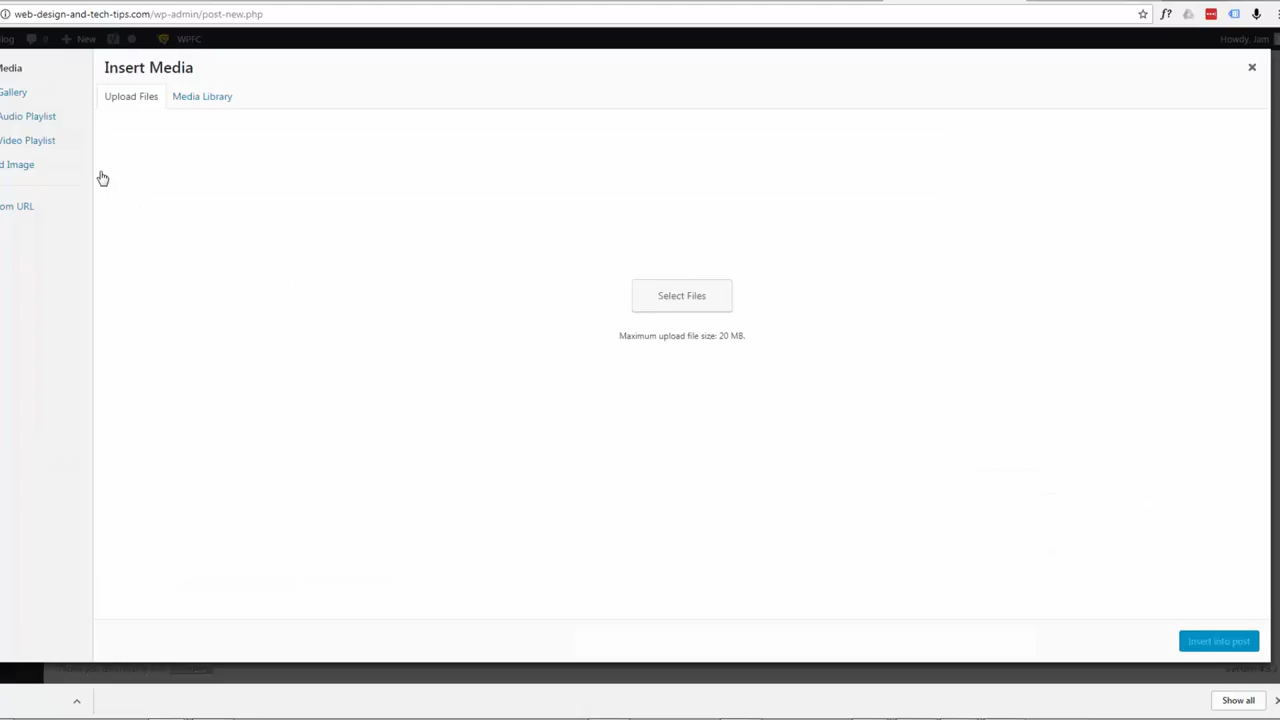 web-design-and-tech-tips.com/wp-admin/post-new.php
f?
log 0 New WPFC Howdy, Jam
Media
Insert Media
Gallery
Upload Files Media Library
Audio Playlist
Video Playlist
d Image
om URL
Select Files
Maximum upload file size: 20 MB.
Insert into post
Show all